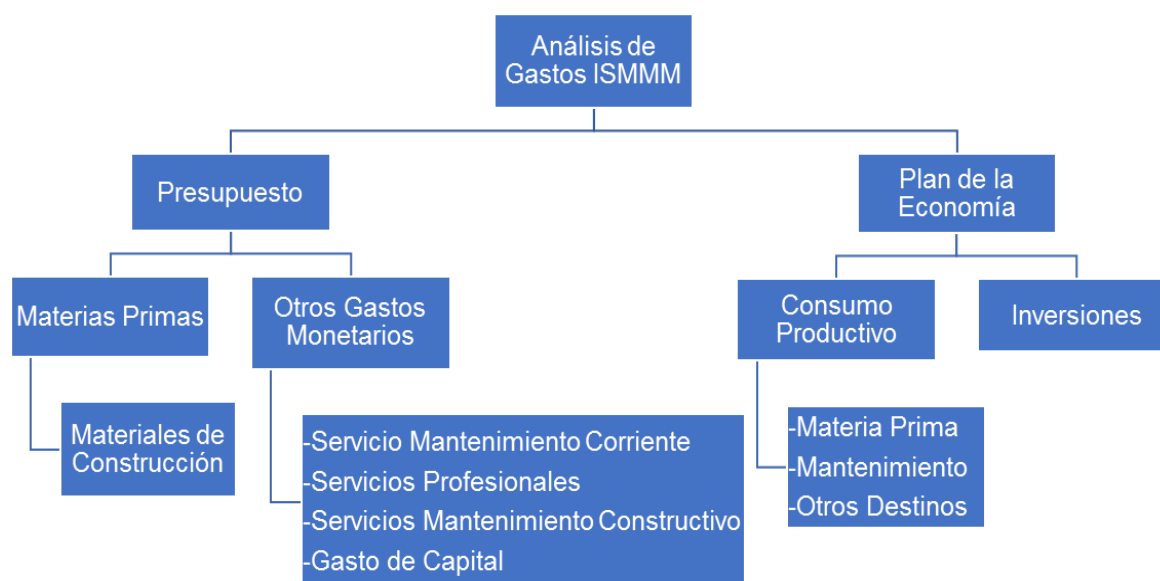 Análisis de
Gastos ISMMM
Presupuesto
Plan de la
Economía
Materias Primas
Otros Gastos
Monetarios
Consumo
Productivo
Inversiones
Materiales de
Construcción
-Servicio Mantenimiento Corriente
-Servicios Profesionales
-Servicios Mantenimiento Constructivo
-Gasto de Capital
-Materia Prima
-Mantenimiento
-Otros Destinos